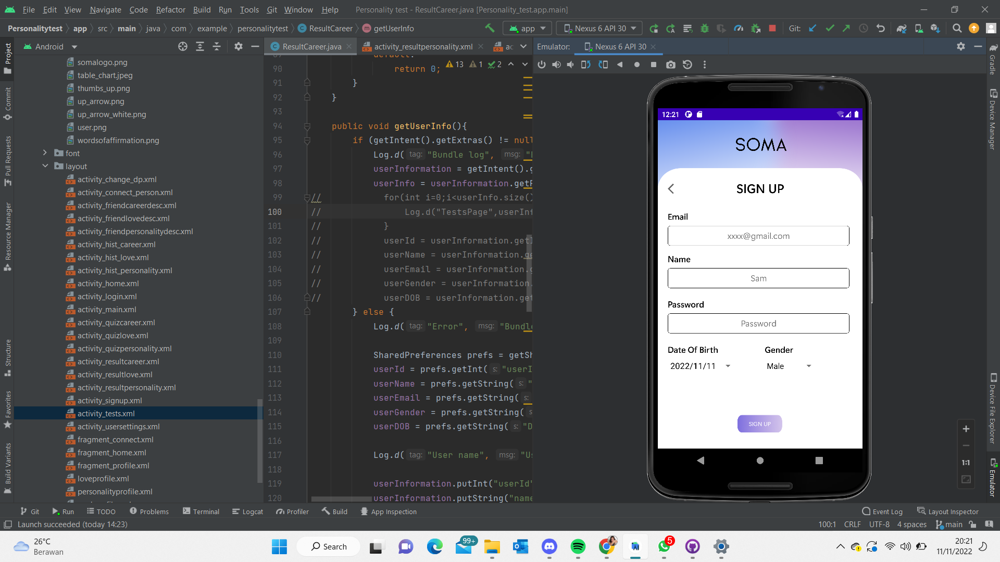 File Edit View Navigate Code Refactor Build Run Tools Git Window Help Personality test - ResultCareer.java [Personality_test.app.main]
Personalitytest app src main java com example personalitytest ResultCareer getUserInfo app Nexus 6 API 30 Git:
Project Android ResultCareer.java activity_resultpersonality.xml ac Emulator: Nexus 6 API 30 Gradle
somalogo.png
table_chart.jpeg
thumbs_up.png
up_arrow.png
up_arrow_white.png
user.png
wordsofaffirmation.png
font
layout
activity_change_dp.xml
activity_connect_person.xml
activity_friendcareerdesc.xml
activity_friendlovedesc.xml
activity_friendpersonalitydesc.xml
activity_hist_career.xml
activity_hist_love.xml
activity_hist_personality.xml
activity_home.xml
activity_login.xml
activity_main.xml
activity_quizcareer.xml
activity_quizlove.xml
activity_quizpersonality.xml
activity_resultcareer.xml
activity_resultlove.xml
activity_resultpersonality.xml
activity_signup.xml
activity_tests.xml
activity_usersettings.xml
fragment_connect.xml
fragment_home.xml
fragment_profile.xml
loveprofile.xml
personalityprofile.xml
Commit
Pull Requests
Resource Manager
Structure
Favorites
Build Variants
default:
13 1 2
90 return 0;
91 }
92 }
93
94 public void getUserInfo(){
95 if (getIntent().getExtras() != null
96 Log.d( tag: "Bundle log", msg:
97 userInformation = getIntent().g
98 userInfo = userInformation.get
99 // for(int i=0;i<userInfo.size()
100 // Log.d("TestsPage",userInf
101 // }
102 // userId = userInformation.get
103 // userName = userInformation.ge
104 // userEmail = userInformation.g
105 // userGender = userInformation.
106 // userDOB = userInformation.get
107 } else {
108 Log.d( tag: "Error", msg: "Bundle
109
110 SharedPreferences prefs = getSh
111 userId = prefs.getInt( s: "userI
112 userName = prefs.getString( s: "
113 userEmail = prefs.getString( s:
114 userGender = prefs.getString( s
115 userDOB = prefs.getString( s: "D
116
117 Log.d( tag: "User name", msg: "Us
118
119 userInformation.putInt("userId"
120 userInformation.putString("name
12:21
SOMA
SIGN UP
Email
xxxx@gmail.com
Name
Sam
Password
Password
Date Of Birth Gender
2022/11/11 Male
SIGN UP
Device Manager
Device File Explorer
Emulator
1:1
Git Run TODO Problems Terminal Logcat Profiler Build App Inspection Event Log Layout Inspector
Launch succeeded (today 14:23) 100:1 CRLF UTF-8 4 spaces main
26°C
Berawan
Search
99+
5
20:21
11/11/2022